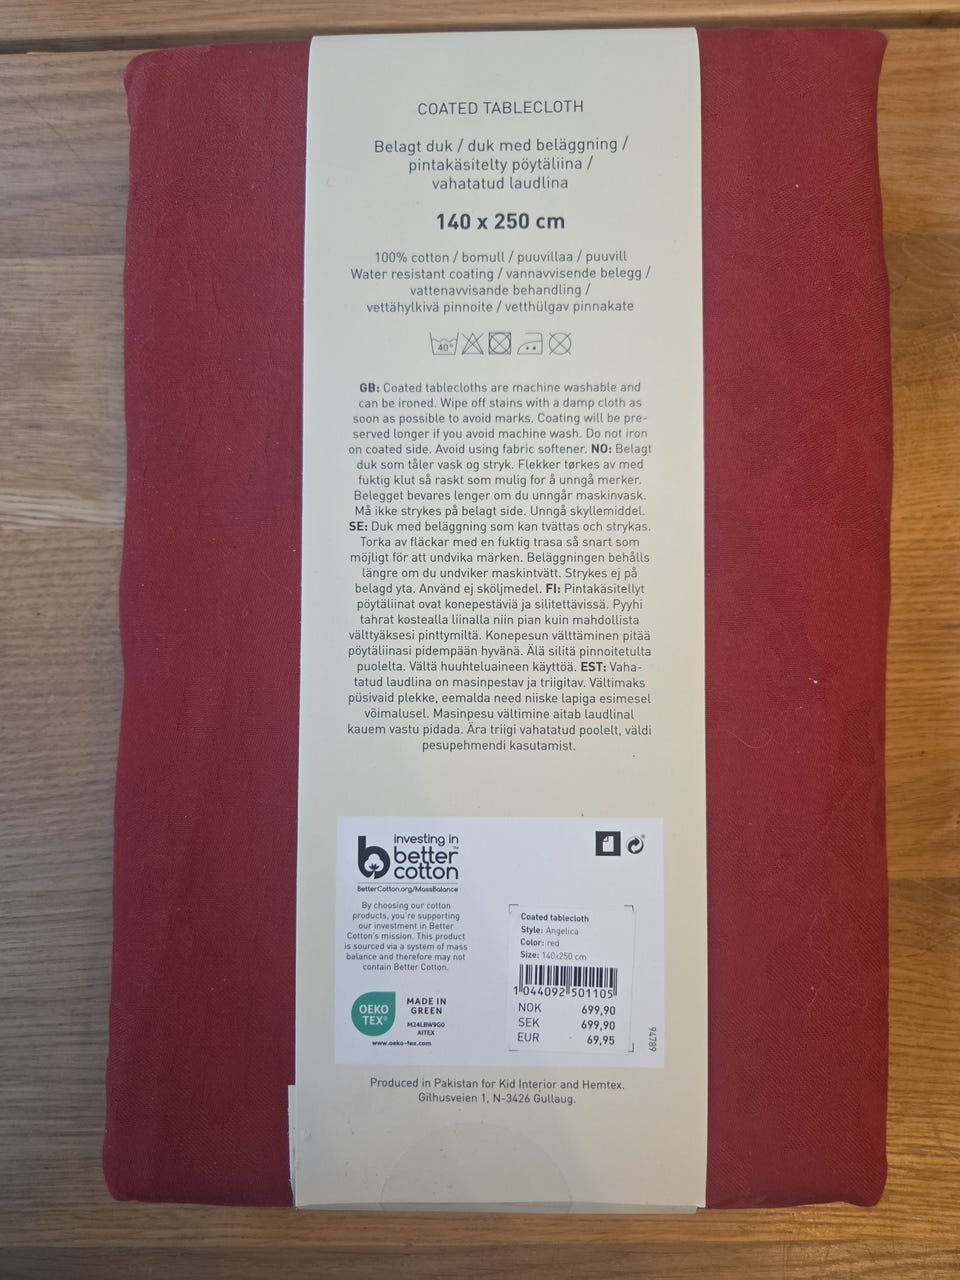 COATED TABLECLOTH
Belagt duk / duk med beläggning /
pintakäsitelty pöytäliina /
vahatatud laudlina
140 x 250 cm
100% cotton / bomull / puuvillaa / puuvill
Water resistant coating / vannavvisende belegg /
vattenavvisande behandling /
vettähylkivä pinnoite / vetthülgav pinnakate
40°
GB: Coated tablecloths are machine washable and
can be ironed. Wipe off stains with a damp cloth as
soon as possible to avoid marks. Coating will be pre-
served longer if you avoid machine wash. Do not iron
on coated side. Avoid using fabric softener. NO: Belagt
duk som tåler vask og stryk. Flekker tørkes av med
fuktig klut så raskt som mulig for å unngå merker.
Belegget bevares lenger om du unngår maskinvask.
Må ikke strykes på belagt side. Unngå skyllemiddel.
SE: Duk med beläggning som kan tvättas och strykas.
Torka av fläckar med en fuktig trasa så snart som
möjligt för att undvika märken. Beläggningen behålls
längre om du undviker maskintvätt. Strykes ej på
belagd yta. Använd ej sköljmedel. FI: Pintakäsitellyt
pöytäliinat ovat konepestäviä ja silitettävissä. Pyyhi
tahrat kostealla liinalla niin pian kuin mahdollista
välttyäksesi pinttymiltä. Konepesun välttäminen pitää
pöytäliinasi pidempään hyvänä. Älä silitä pinnoitetulta
puolelta. Vältä huuhteluaineen käyttöä. EST: Vaha-
tatud laudlina on masinpestav ja triigitav. Vältimaks
püsivaid plekke, eemalda need niiske lapiga esimesel
võimalusel. Masinpesu vältimine aitab laudlinal
kauem vastu pidada. Ära triigi vahatatud poolelt, väldi
pesupehmendi kasutamist.
investing in
better™
cotton
BetterCotton.org/MassBalance
By choosing our cotton
products, you're supporting
our investment in Better
Cotton's mission. This product
is sourced via a system of mass
balance and therefore may not
contain Better Cotton.
OEKO
TEX®
MADE IN
GREEN
M24LBW9G0
AITEX
www.oeko-tex.com
Coated tablecloth
Style: Angelica
Color: red
Size: 140x250 cm
1 044092 501105
NOK 699,90
SEK 699,90
EUR 69,95
94789
Produced in Pakistan for Kid Interior and Hemtex.
Gilhusveien 1, N-3426 Gullaug.